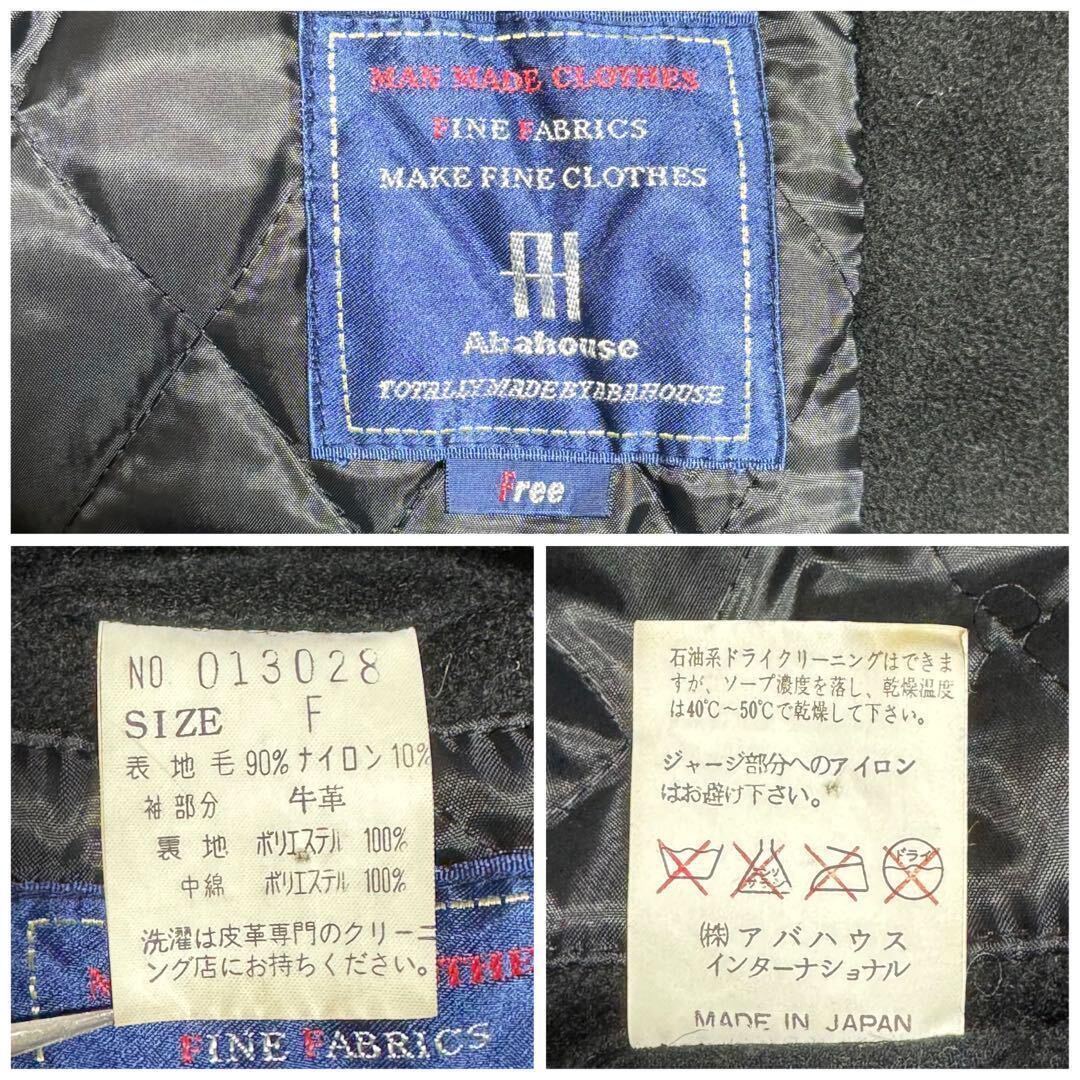 MAN MADE CLOTHES
FINE FABRICS
MAKE FINE CLOTHES
Abahouse
TOTALLY MADE BY ABAHOUSE
Free
NO. 013028
SIZE F
表地 毛 90% ナイロン 10%
袖部分 牛革
裏地 ポリエステル 100%
中綿 ポリエステル 100%
洗濯は皮革専門のクリーニ
ング店にお持ちください。
THE
FINE FABRICS
石油系ドライクリーニングはできま
すが、ソープ濃度を落し、乾燥温度
は40℃～50℃で乾燥して下さい。
ジャージ部分へのアイロン
はお避け下さい。
エンソ サラシ ドライ
㈱アバハウス
インターナショナル
MADE IN JAPAN